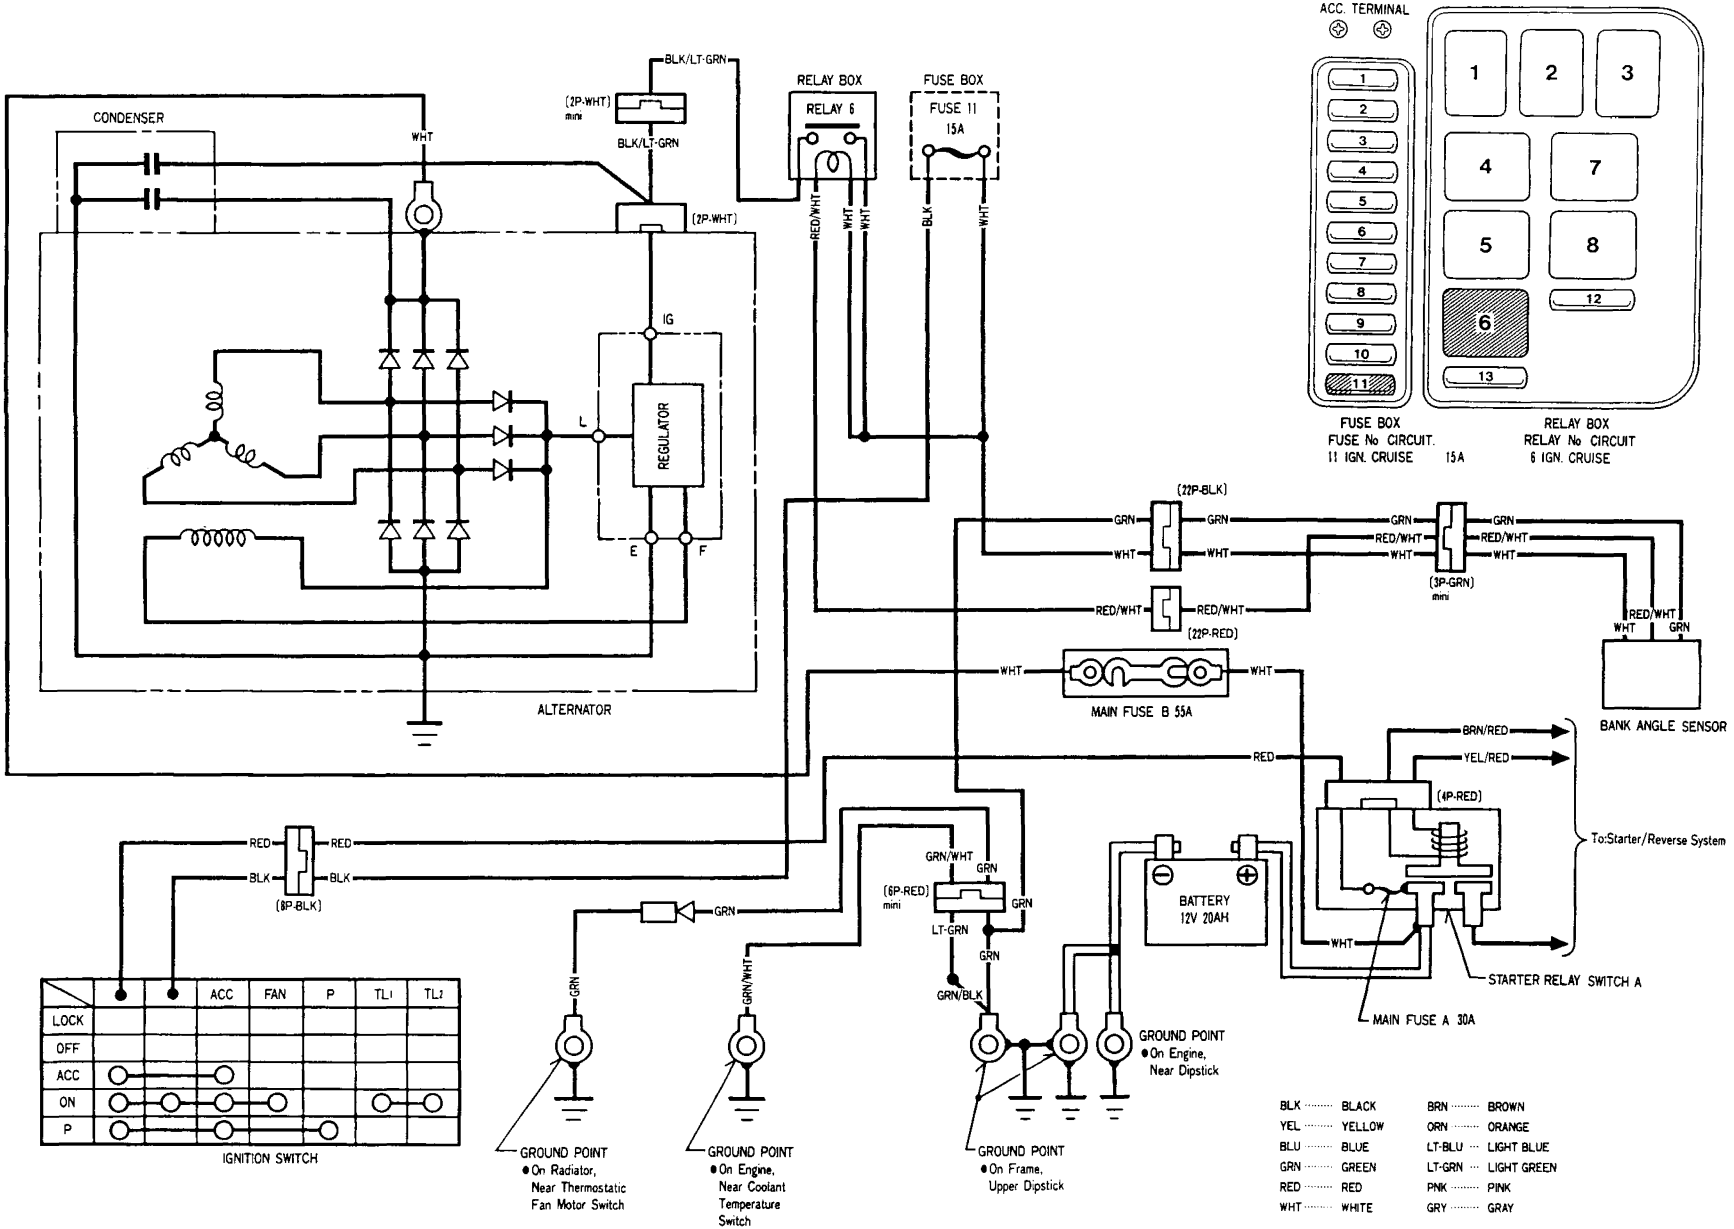 ACC. TERMINAL
BLK/LT-GRN
RELAY BOX
FUSE BOX
(2P-WHT)
mini
RELAY 6
FUSE 11
15A
CONDENSER
WHT
BLK/LT-GRN
(2P-WHT)
RED/WHT
WHT
WHT
BLK
WHT
1
2
3
4
5
6
7
8
9
10
11
1
2
3
4
7
5
8
6
12
13
FUSE BOX
FUSE No CIRCUIT.
11 IGN. CRUISE 15A
RELAY BOX
RELAY No CIRCUIT
6 IGN. CRUISE
IG
L
REGULATOR
E
F
ALTERNATOR
(22P-BLK)
GRN
GRN
GRN
GRN
RED/WHT
RED/WHT
WHT
WHT
WHT
WHT
(3P-GRN)
mini
RED/WHT
RED/WHT
(22P-RED)
RED/WHT
WHT
GRN
WHT
WHT
MAIN FUSE B 55A
BANK ANGLE SENSOR
BRN/RED
RED
YEL/RED
(4P-RED)
To:Starter/Reverse System
RED
RED
BLK
BLK
(8P-BLK)
GRN/WHT
GRN
(6P-RED)
mini
GRN
GRN
LT-GRN
GRN
GRN/BLK
BATTERY
12V 20AH
WHT
STARTER RELAY SWITCH A
MAIN FUSE A 30A
GRN
GRN/WHT
ACC FAN P TL1 TL2
LOCK
OFF
ACC
ON
P
IGNITION SWITCH
GROUND POINT
●On Engine,
Near Dipstick
GROUND POINT
●On Radiator,
Near Thermostatic
Fan Motor Switch
GROUND POINT
●On Engine,
Near Coolant
Temperature
Switch
GROUND POINT
●On Frame,
Upper Dipstick
BLK ........ BLACK BRN ........ BROWN
YEL ........ YELLOW ORN ........ ORANGE
BLU ........ BLUE LT-BLU ... LIGHT BLUE
GRN ........ GREEN LT-GRN ... LIGHT GREEN
RED ........ RED PNK ........ PINK
WHT ........ WHITE GRY ........ GRAY